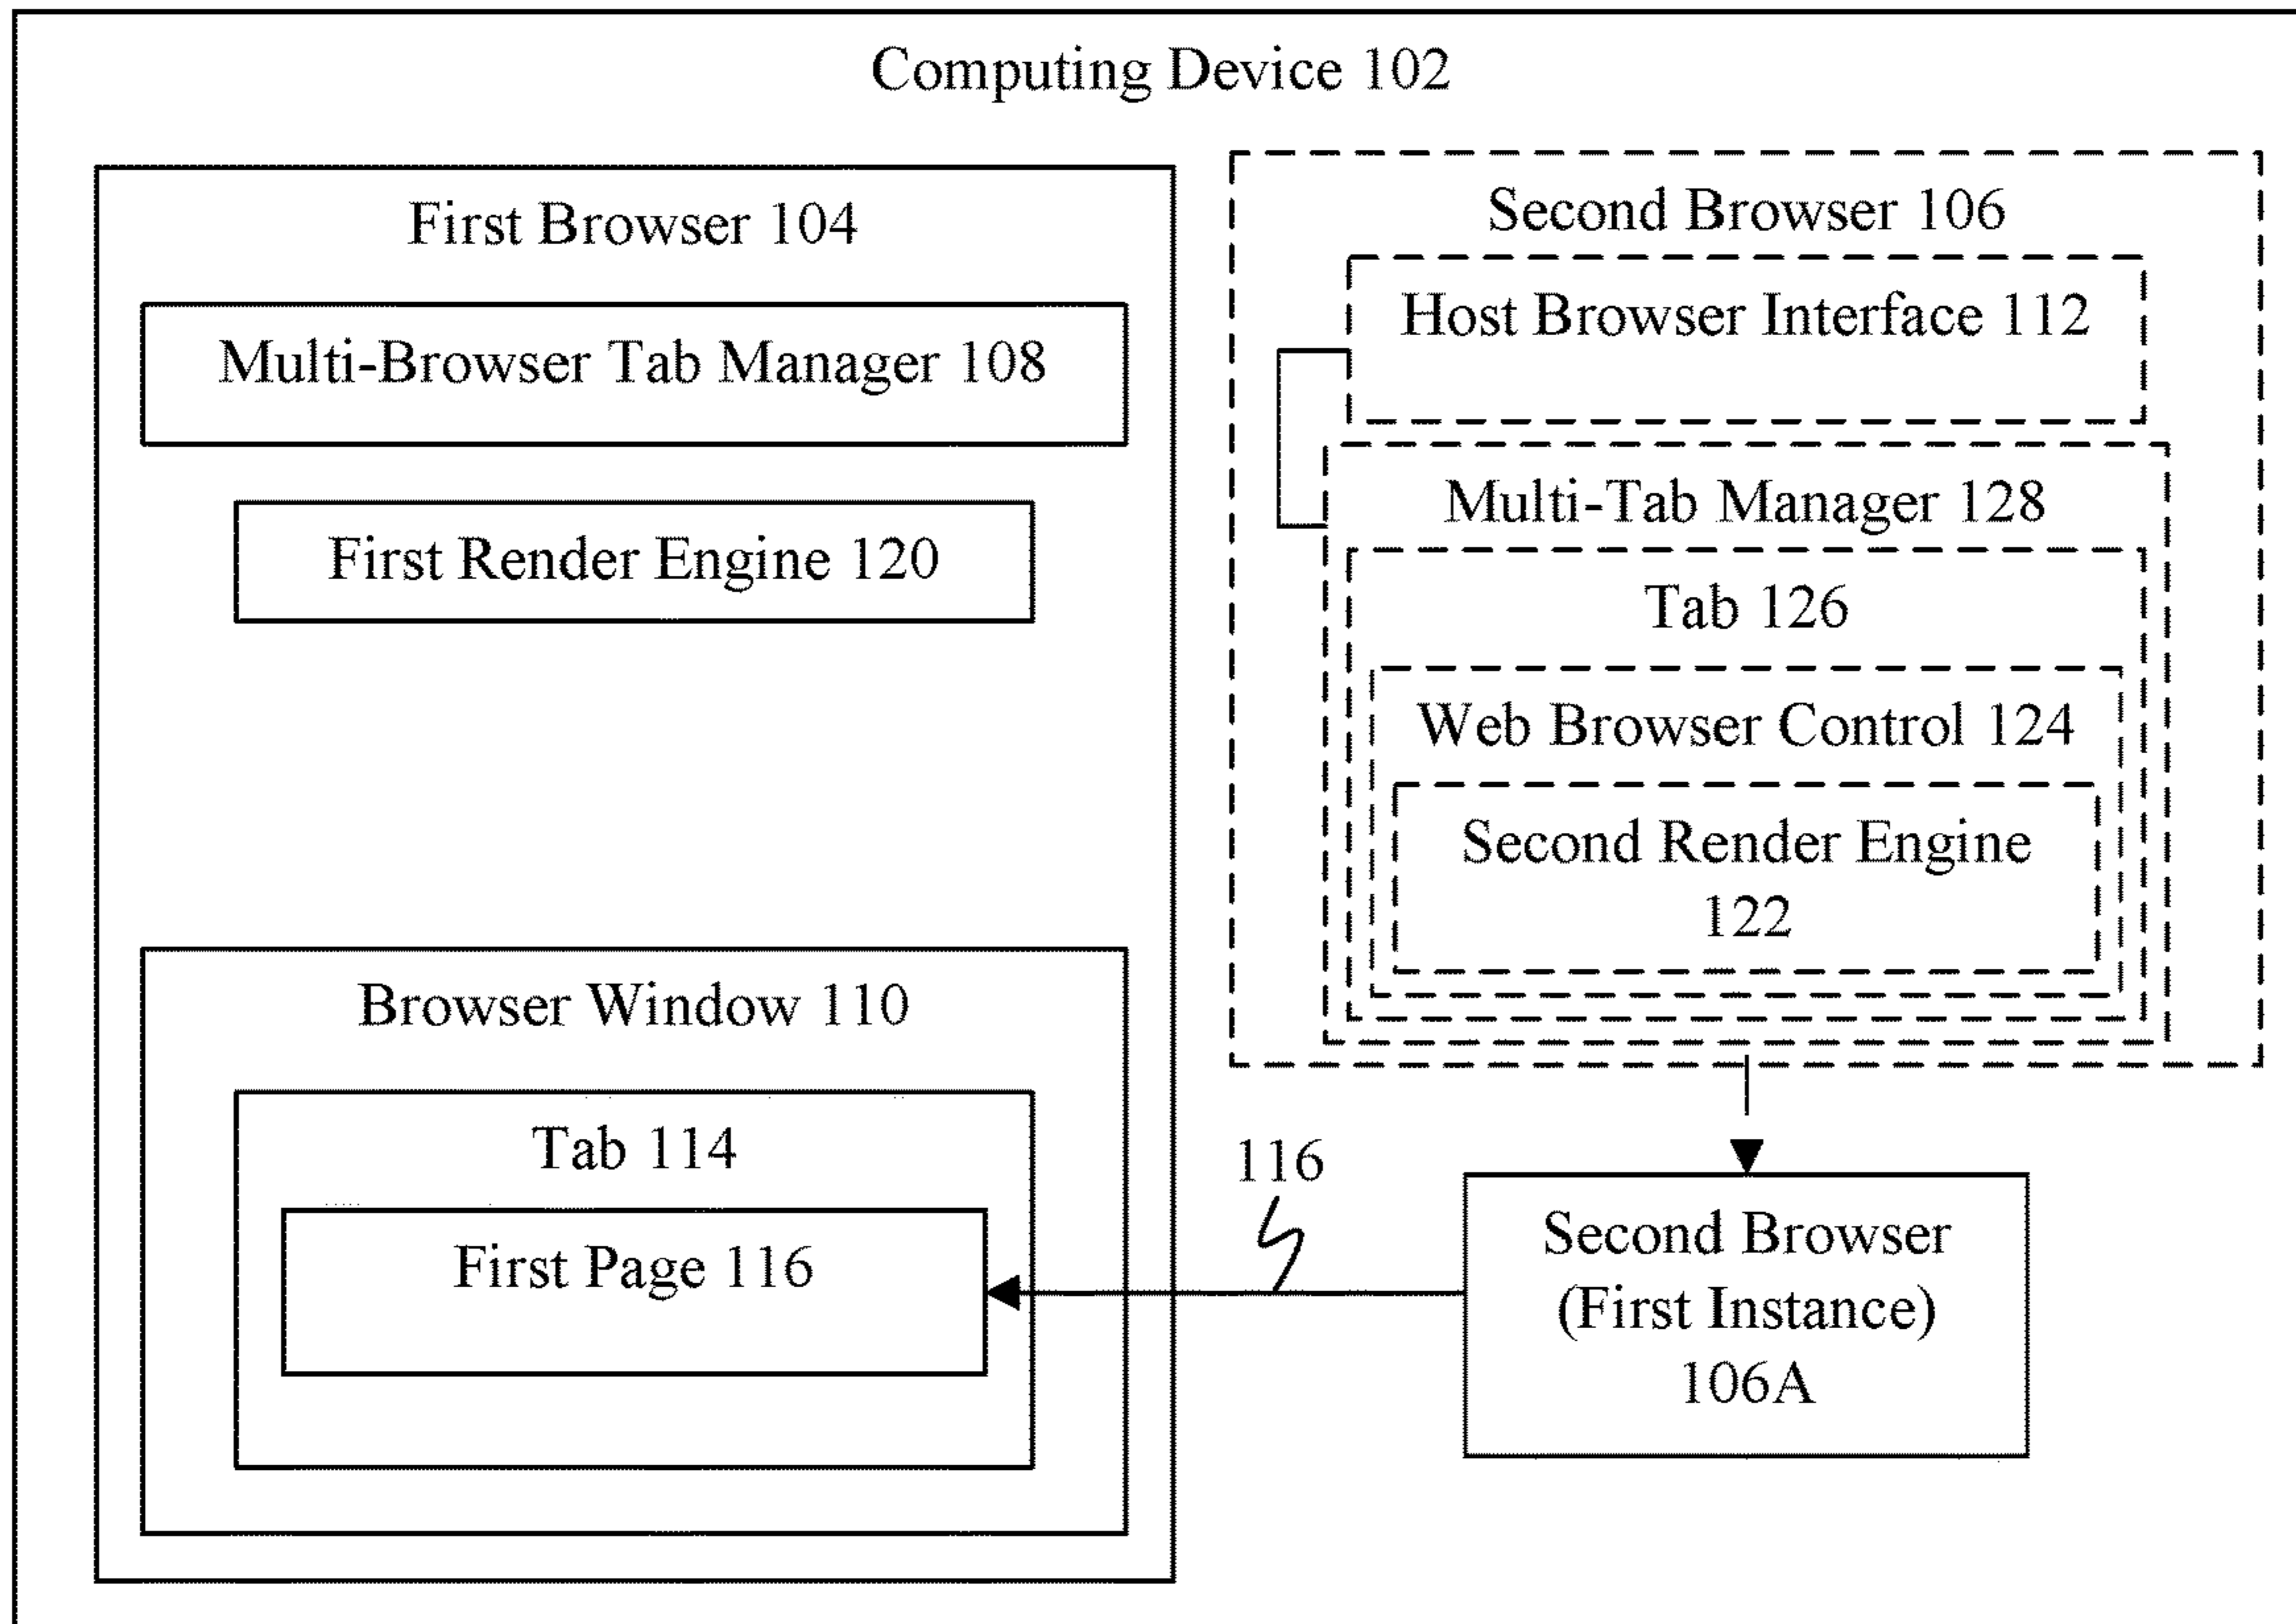 Computing Device 102
First Browser 104
Multi-Browser Tab Manager 108
First Render Engine 120
Browser Window 110
Tab 114
First Page 116
Second Browser 106
Host Browser Interface 112
Multi-Tab Manager 128
Tab 126
Web Browser Control 124
Second Render Engine
122
116
Second Browser
(First Instance)
106A